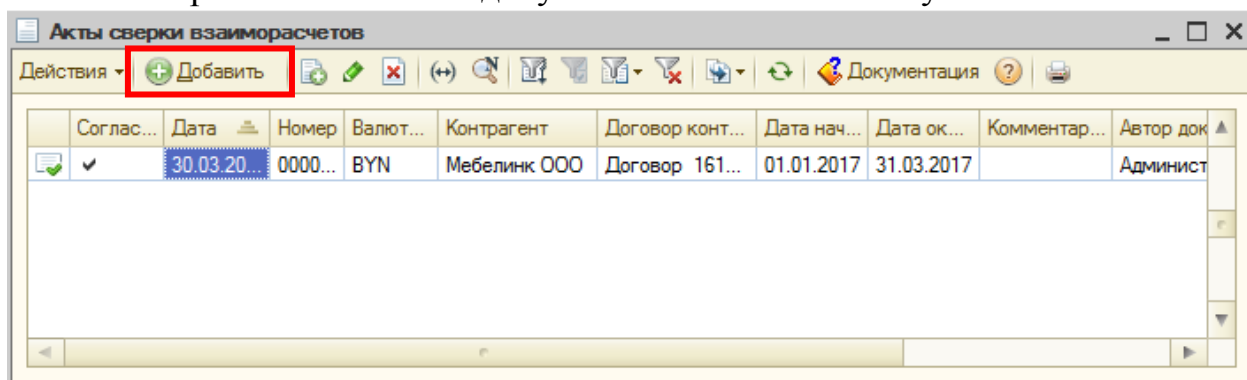 Акты сверки взаиморасчетов
Действия Добавить Документация
Соглас... Дата Номер Валют... Контрагент Договор конт... Дата нач... Дата ок... Комментар... Автор док
30.03.20... 0000... BYN Мебелинк ООО Договор 161... 01.01.2017 31.03.2017 Админист